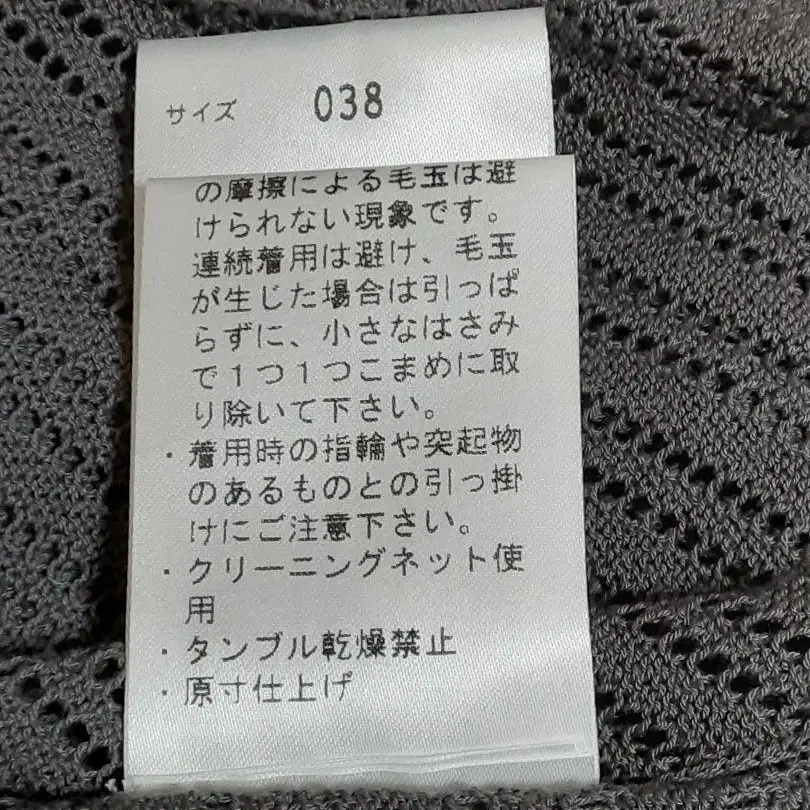 サイズ 038
の摩擦による毛玉は避
けられない現象です。
連続着用は避け、毛玉
が生じた場合は引っぱ
らずに、小さなはさみ
で1つ1つこまめに取
り除いて下さい。
・着用時の指輪や突起物
のあるものとの引っ掛
けにご注意下さい。
・クリーニングネット使
用
・タンブル乾燥禁止
・原寸仕上げ